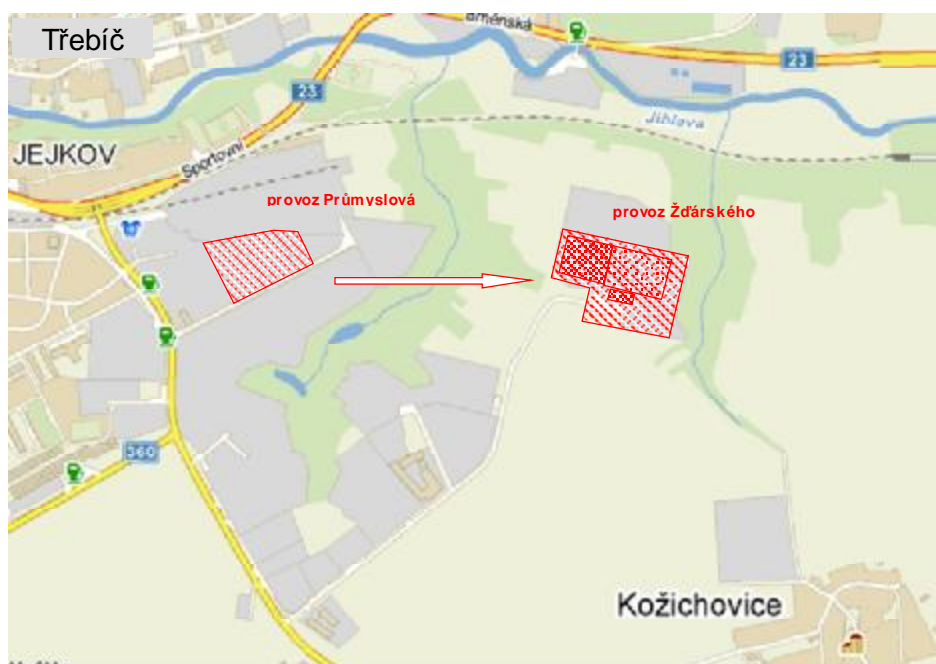 Třebíč
23
23
Jihlava
JEJKOV
Sportovní
provoz Průmyslová
provoz Žďárského
360
Kožichovice